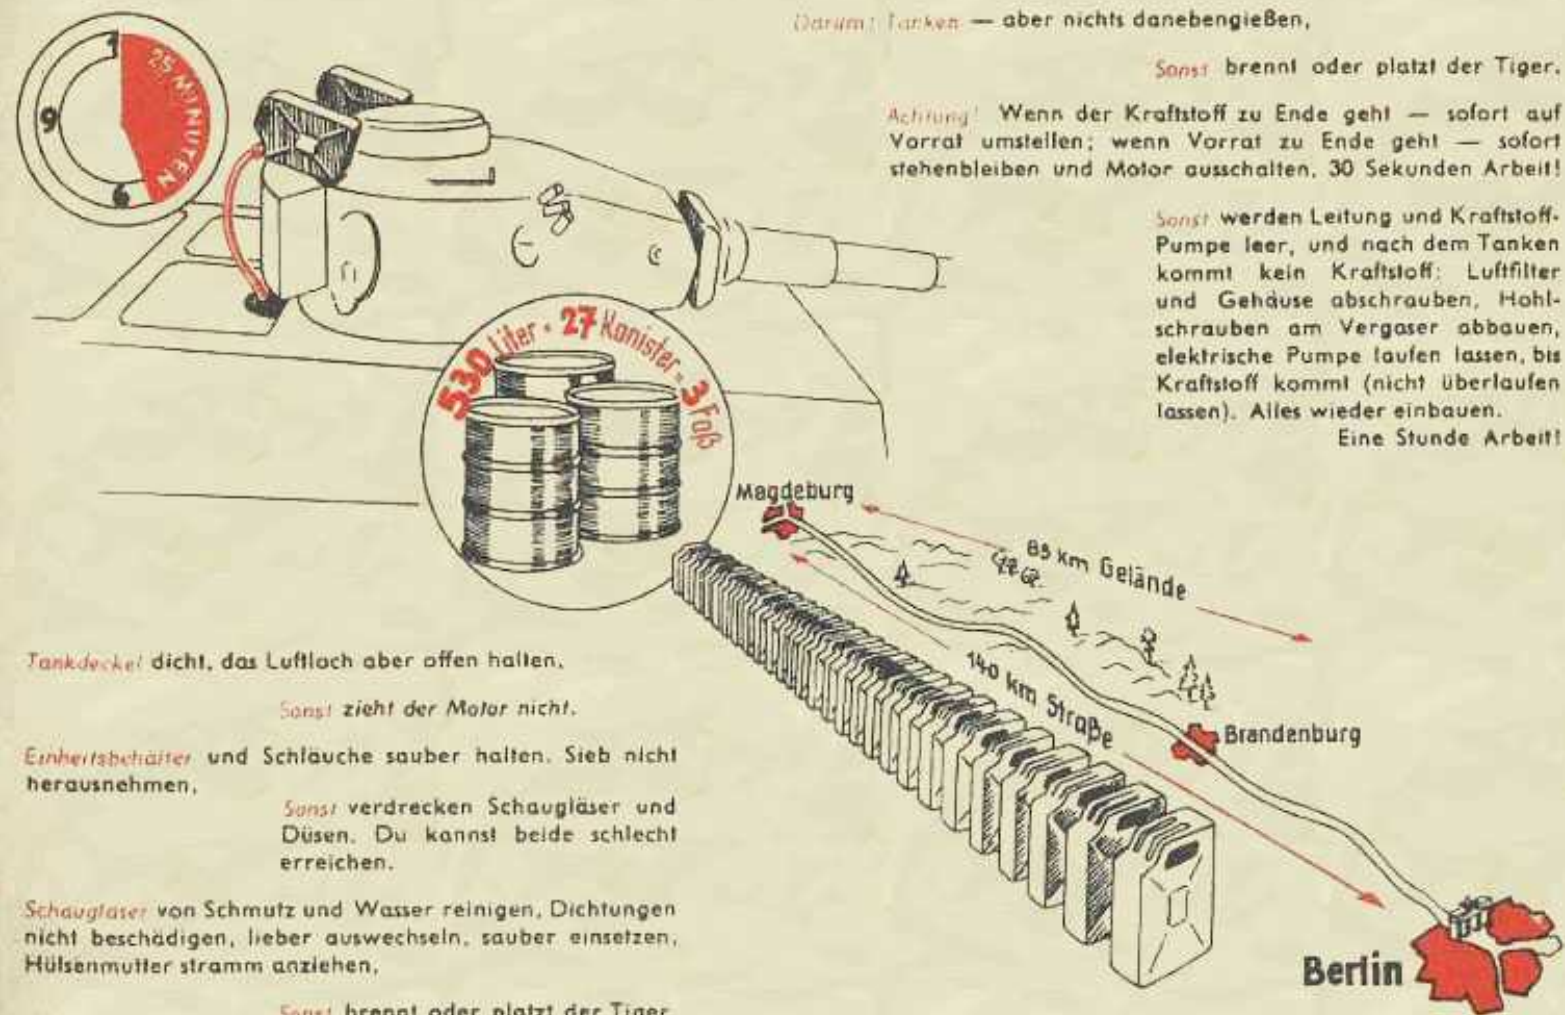 Darum: Tanken — aber nichts danebengießen,
Sonst brennt oder platzt der Tiger.
Achtung! Wenn der Kraftstoff zu Ende geht — sofort auf
Vorrat umstellen; wenn Vorrat zu Ende geht — sofort
stehenbleiben und Motor ausschalten. 30 Sekunden Arbeit!
Sonst werden Leitung und Kraftstoff-
Pumpe leer, und nach dem Tanken
kommt kein Kraftstoff: Luftfilter
und Gehäuse abschrauben, Hohl-
schrauben am Vergaser abbauen,
elektrische Pumpe laufen lassen, bis
Kraftstoff kommt (nicht überlaufen
lassen). Alles wieder einbauen.
Eine Stunde Arbeit!
1
25 MINUTEN
9
6
530 Liter = 27 Kanister = 3 Faß
Magdeburg
85 km Gelände
140 km Straße
Brandenburg
Berlin
Tankdeckel dicht, das Luftloch aber offen halten,
Sonst zieht der Motor nicht.
Einheitsbehälter und Schläuche sauber halten. Sieb nicht
herausnehmen,
Sonst verdrecken Schaugläser und
Düsen. Du kannst beide schlecht
erreichen.
Schaugläser von Schmutz und Wasser reinigen, Dichtungen
nicht beschädigen, lieber auswechseln, sauber einsetzen,
Hülsenmutter stramm anziehen,
Sonst brennt oder platzt der Tiger.